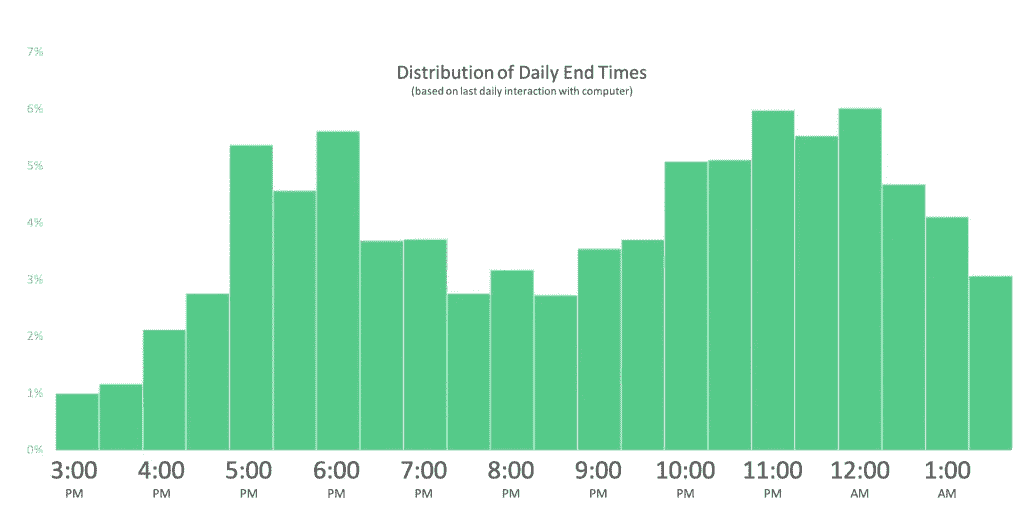 7%
Distribution of Daily End Times
(based on last daily interaction with computer)
6%
5%
4%
3%
2%
1%
0%
3:00 4:00 5:00 6:00 7:00 8:00 9:00 10:00 11:00 12:00 1:00
PM PM PM PM PM PM PM PM PM AM AM